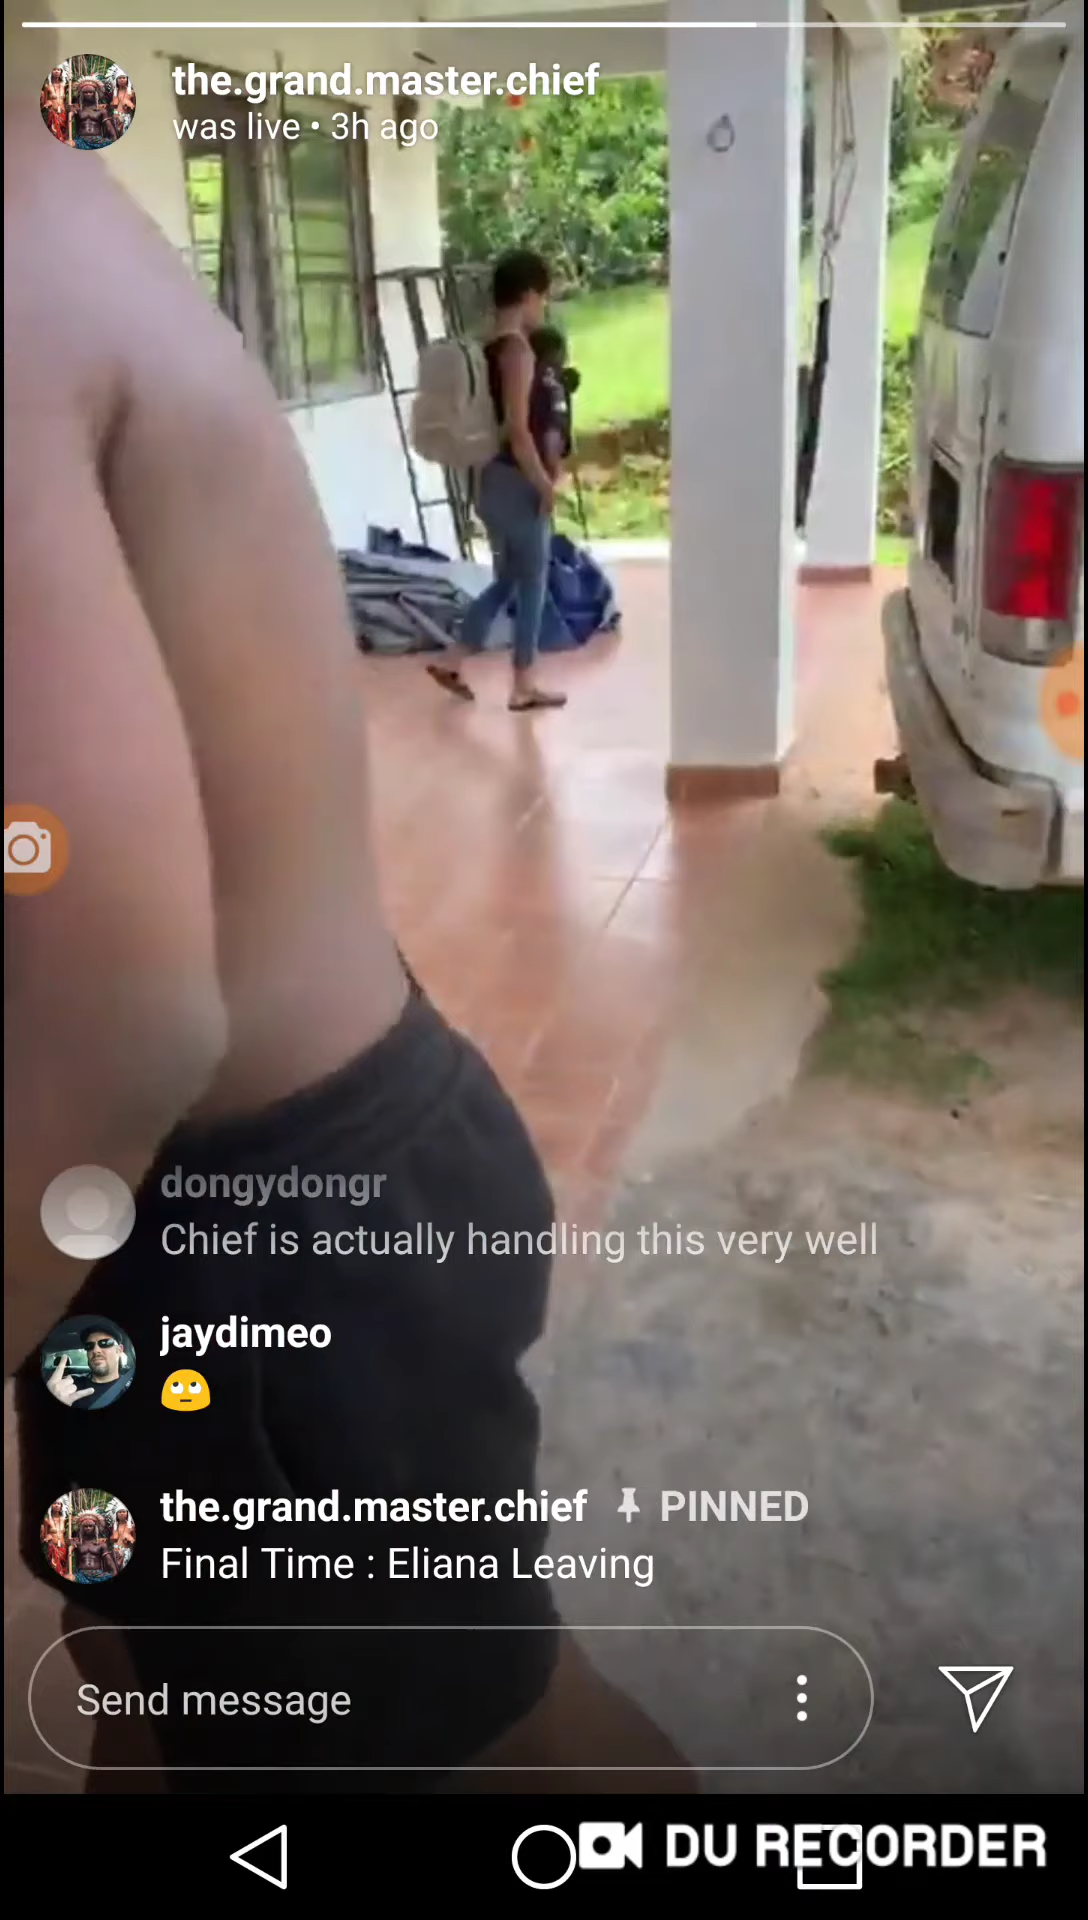 the.grand.master.chief
was live • 3h ago
dongydongr
Chief is actually handling this very well
jaydimeo
🙄
the.grand.master.chief PINNED
Final Time : Eliana Leaving
Send message
DU RECORDER